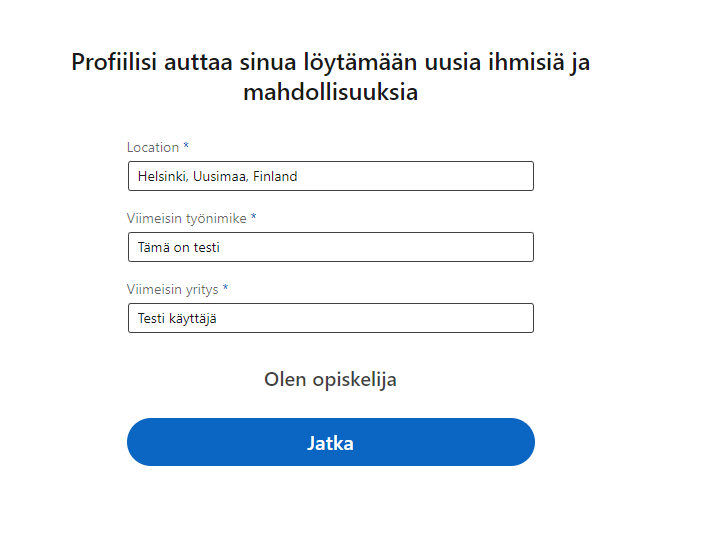 Profiilisi auttaa sinua löytämään uusia ihmisiä ja
mahdollisuuksia
Location *
Helsinki, Uusimaa, Finland
Viimeisin työnimike *
Tämä on testi
Viimeisin yritys *
Testi käyttäjä
Olen opiskelija
Jatka